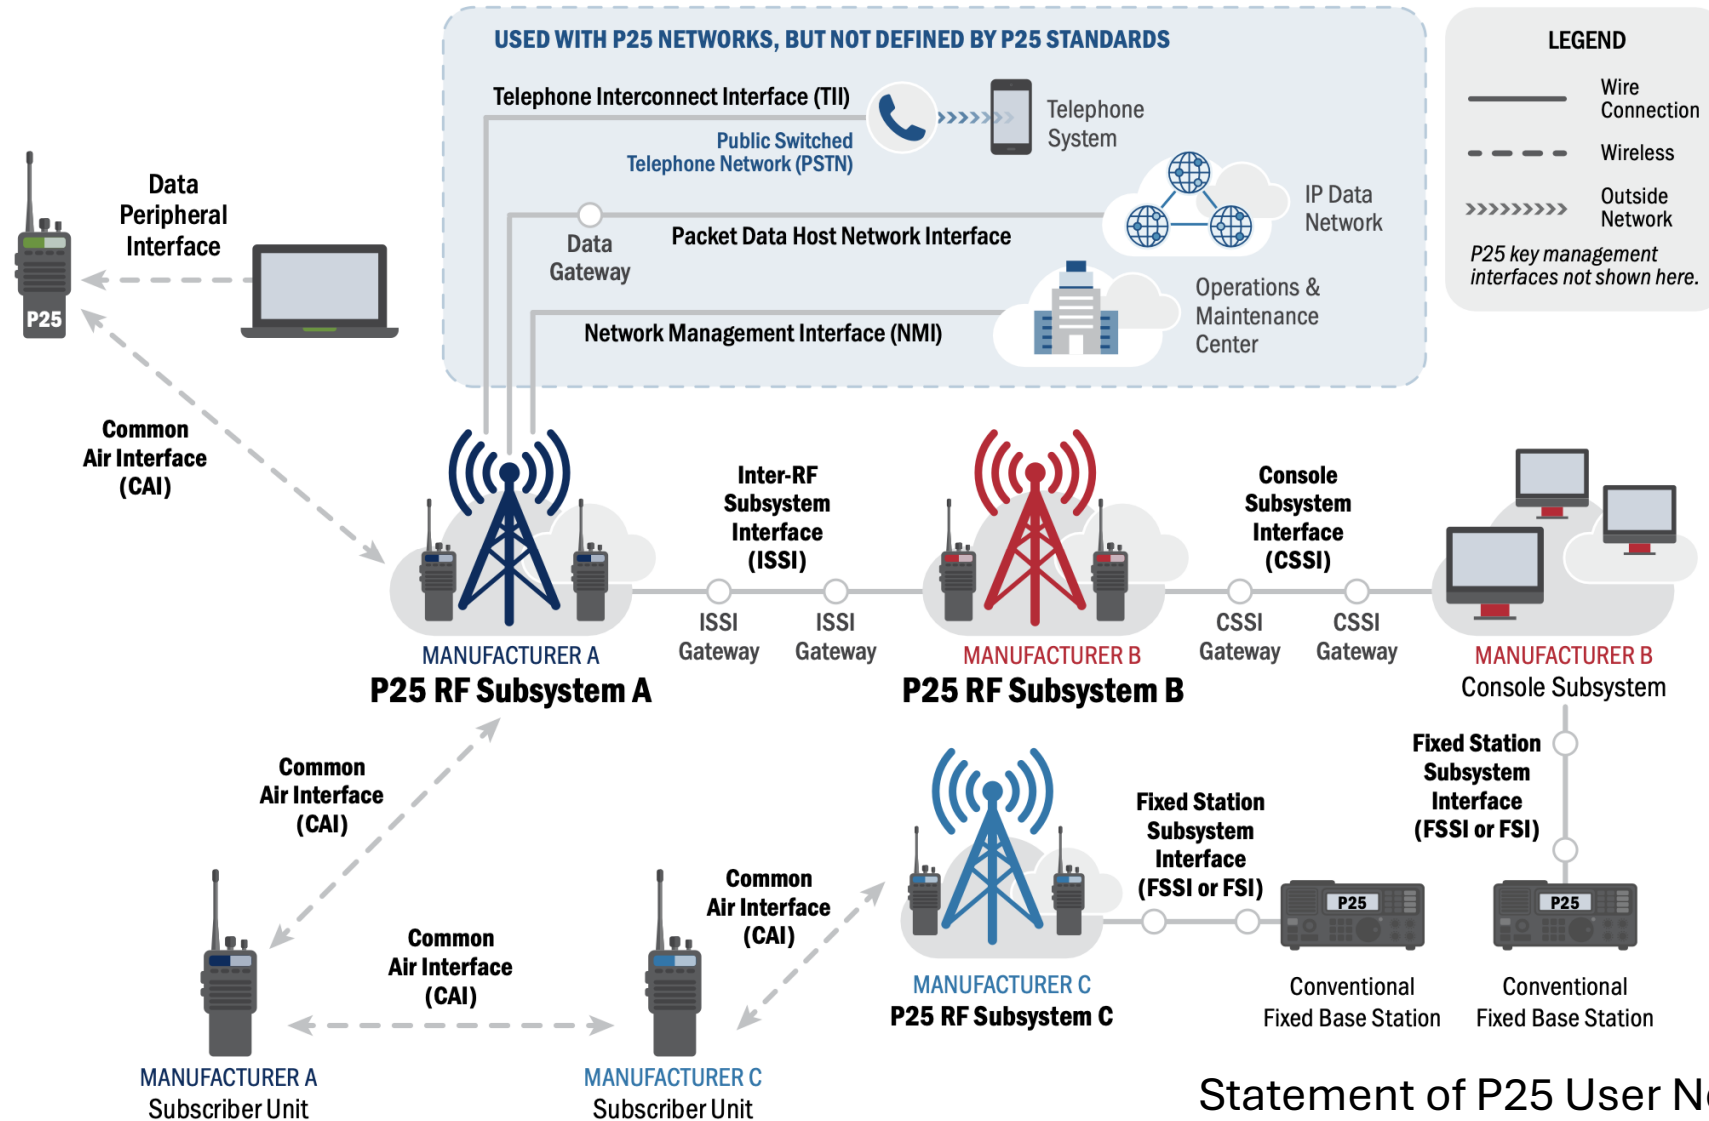 USED WITH P25 NETWORKS, BUT NOT DEFINED BY P25 STANDARDS
Telephone Interconnect Interface (TII)
Public Switched
Telephone Network (PSTN)
Telephone
System
IP Data
Network
Data
Gateway
Packet Data Host Network Interface
Operations &
Maintenance
Center
Network Management Interface (NMI)
LEGEND
Wire
Connection
Wireless
Outside
Network
P25 key management
interfaces not shown here.
Data
Peripheral
Interface
P25
Common
Air Interface
(CAI)
Inter-RF
Subsystem
Interface
(ISSI)
Console
Subsystem
Interface
(CSSI)
ISSI
Gateway
ISSI
Gateway
CSSI
Gateway
CSSI
Gateway
MANUFACTURER A
P25 RF Subsystem A
MANUFACTURER B
P25 RF Subsystem B
MANUFACTURER B
Console Subsystem
Fixed Station
Subsystem
Interface
(FSSI or FSI)
Common
Air Interface
(CAI)
Fixed Station
Subsystem
Interface
(FSSI or FSI)
Common
Air Interface
(CAI)
Common
Air Interface
(CAI)
P25
P25
MANUFACTURER C
P25 RF Subsystem C
Conventional
Fixed Base Station
Conventional
Fixed Base Station
MANUFACTURER A
Subscriber Unit
MANUFACTURER C
Subscriber Unit
Statement of P25 User